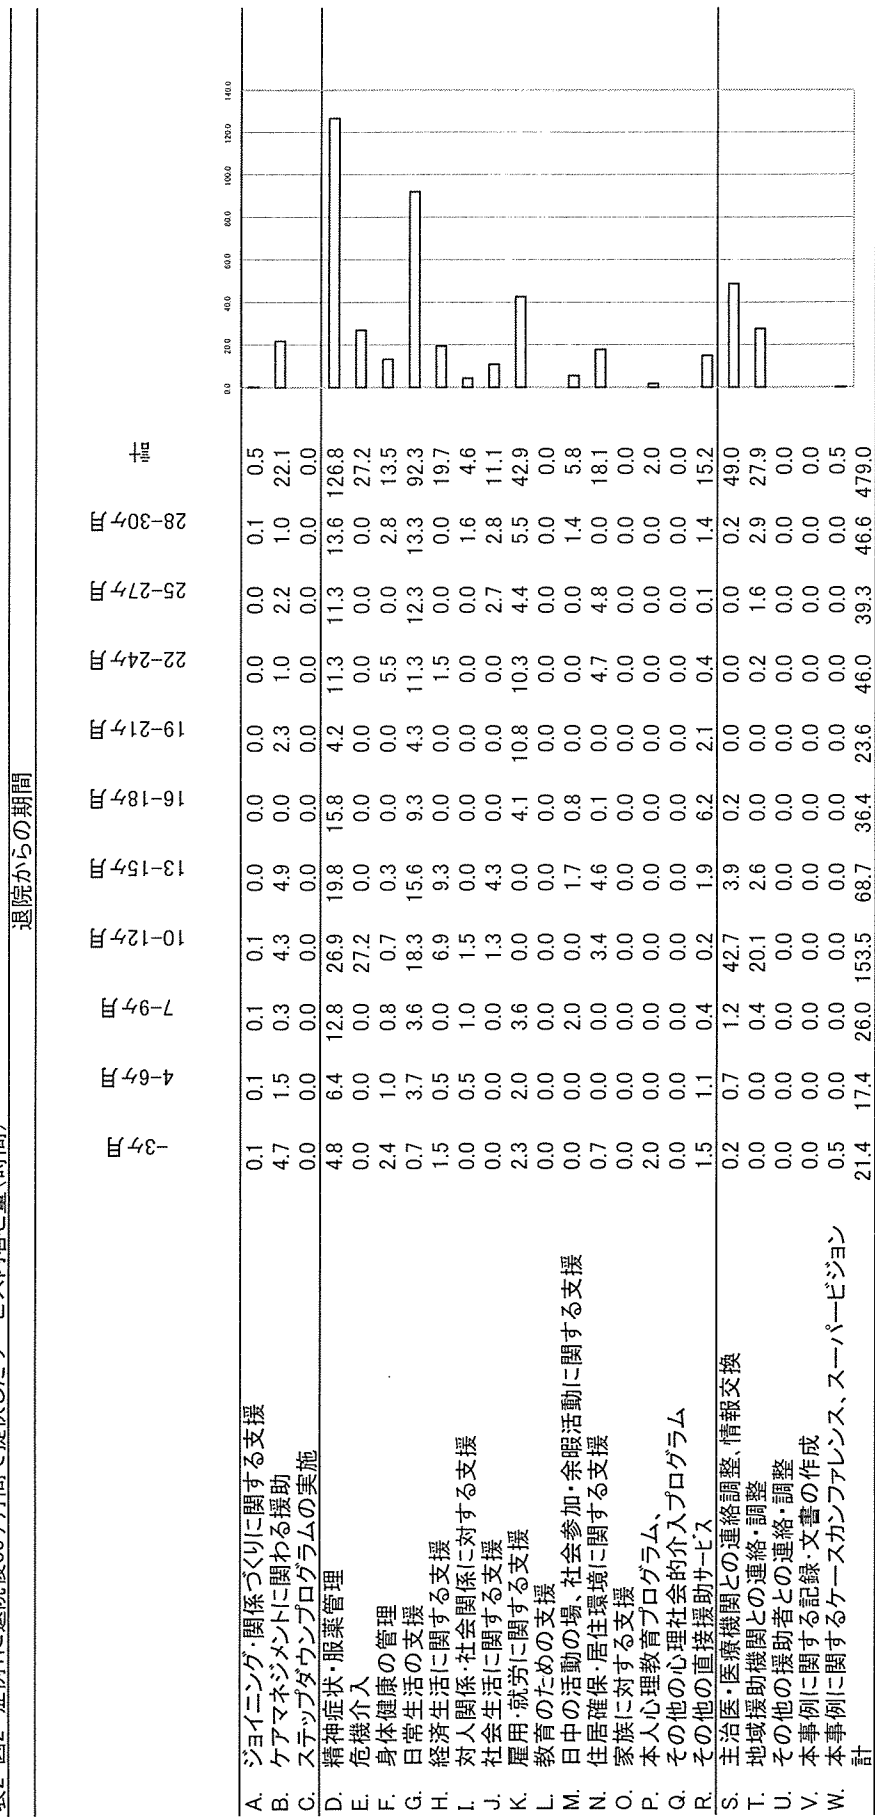 退院からの期間
-3ケ月 4-6ケ月 7-9ケ月 10-12ケ月 13-15ケ月 16-18ケ月 19-21ケ月 22-24ケ月 25-27ケ月 28-30ケ月 計
0.0 20.0 40.0 60.0 80.0 100.0 120.0 140.0
A. ジョイニング・関係づくりに関する支援 0.1 0.1 0.1 0.1 0.0 0.0 0.0 0.0 0.0 0.1 0.5
B. ケアマネジメントに関わる援助 4.7 1.5 0.3 4.3 4.9 0.0 2.3 1.0 2.2 1.0 22.1
C. ステップダウンプログラムの実施 0.0 0.0 0.0 0.0 0.0 0.0 0.0 0.0 0.0 0.0 0.0
D. 精神症状・服薬管理 4.8 6.4 12.8 26.9 19.8 15.8 4.2 11.3 11.3 13.6 126.8
E. 危機介入 0.0 0.0 0.0 27.2 0.0 0.0 0.0 0.0 0.0 0.0 27.2
F. 身体健康の管理 2.4 1.0 0.8 0.7 0.3 0.0 0.0 5.5 0.0 2.8 13.5
G. 日常生活の支援 0.7 3.7 3.6 18.3 15.6 9.3 4.3 11.3 12.3 13.3 92.3
H. 経済生活に関する支援 1.5 0.5 0.0 6.9 9.3 0.0 0.0 1.5 0.0 0.0 19.7
I. 対人関係・社会関係に対する支援 0.0 0.5 1.0 1.5 0.0 0.0 0.0 0.0 0.0 1.6 4.6
J. 社会生活に関する支援 0.0 0.0 0.0 1.3 4.3 0.0 0.0 0.0 2.7 2.8 11.1
K. 雇用・就労に関する支援 2.3 2.0 3.6 0.0 0.0 4.1 10.8 10.3 4.4 5.5 42.9
L. 教育のための支援 0.0 0.0 0.0 0.0 0.0 0.0 0.0 0.0 0.0 0.0 0.0
M. 日中の活動の場、社会参加・余暇活動に関する支援 0.0 0.0 2.0 0.0 1.7 0.8 0.0 0.0 0.0 1.4 5.8
N. 住居確保・居住環境に関する支援 0.7 0.0 0.0 3.4 4.6 0.1 0.0 4.7 4.8 0.0 18.1
O. 家族に対する支援 0.0 0.0 0.0 0.0 0.0 0.0 0.0 0.0 0.0 0.0 0.0
P. 本人心理教育プログラム、 2.0 0.0 0.0 0.0 0.0 0.0 0.0 0.0 0.0 0.0 2.0
Q. その他の心理社会的介入プログラム 0.0 0.0 0.0 0.0 0.0 0.0 0.0 0.0 0.0 0.0 0.0
R. その他の直接援助サービス 1.5 1.1 0.4 0.2 1.9 6.2 2.1 0.4 0.1 1.4 15.2
S. 主治医・医療機関との連絡調整、情報交換 0.2 0.7 1.2 42.7 3.9 0.2 0.0 0.0 0.0 0.2 49.0
T. 地域援助機関との連絡・調整 0.0 0.0 0.4 20.1 2.6 0.0 0.0 0.2 1.6 2.9 27.9
U. その他の援助者との連絡・調整 0.0 0.0 0.0 0.0 0.0 0.0 0.0 0.0 0.0 0.0 0.0
V. 本事例に関する記録・文書の作成 0.0 0.0 0.0 0.0 0.0 0.0 0.0 0.0 0.0 0.0 0.0
W. 本事例に関するケースカンファレンス、スーパービジョン 0.5 0.0 0.0 0.0 0.0 0.0 0.0 0.0 0.0 0.0 0.5
計 21.4 17.4 26.0 153.5 68.7 36.4 23.6 46.0 39.3 46.6 479.0